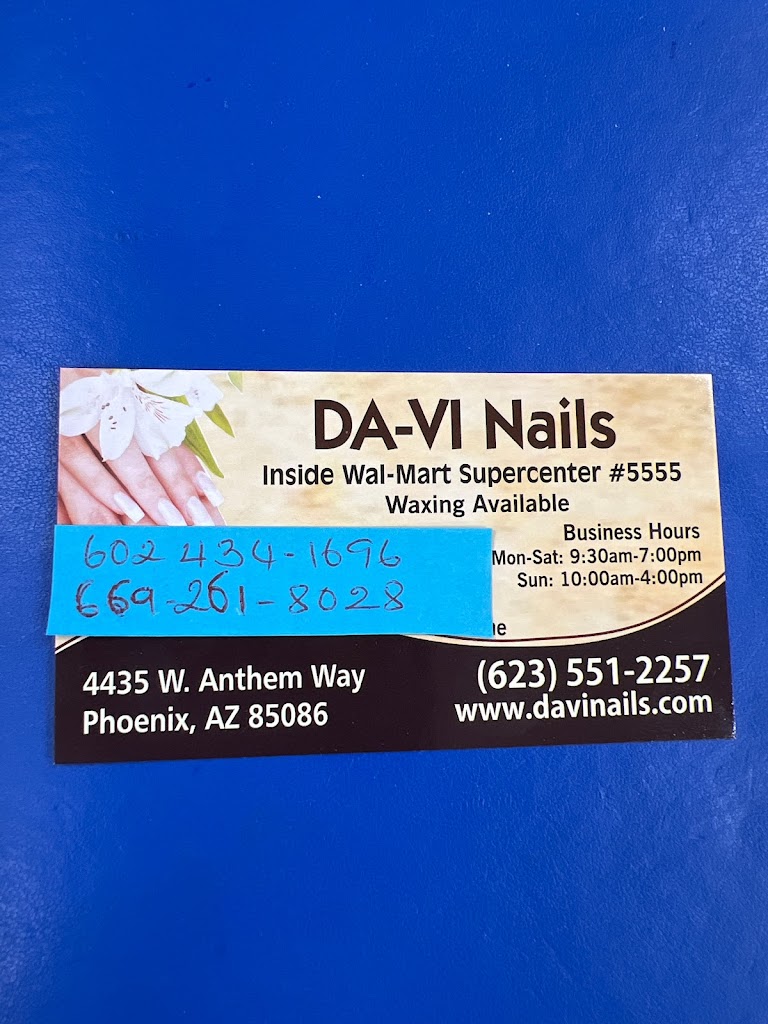 DA-VI Nails
Inside Wal-Mart Supercenter #5555
Waxing Available
Business Hours
Mon-Sat: 9:30am-7:00pm
Sun: 10:00am-4:00pm
602 434-1696
669-261-8028
4435 W. Anthem Way
Phoenix, AZ 85086
(623) 551-2257
www.davinails.com